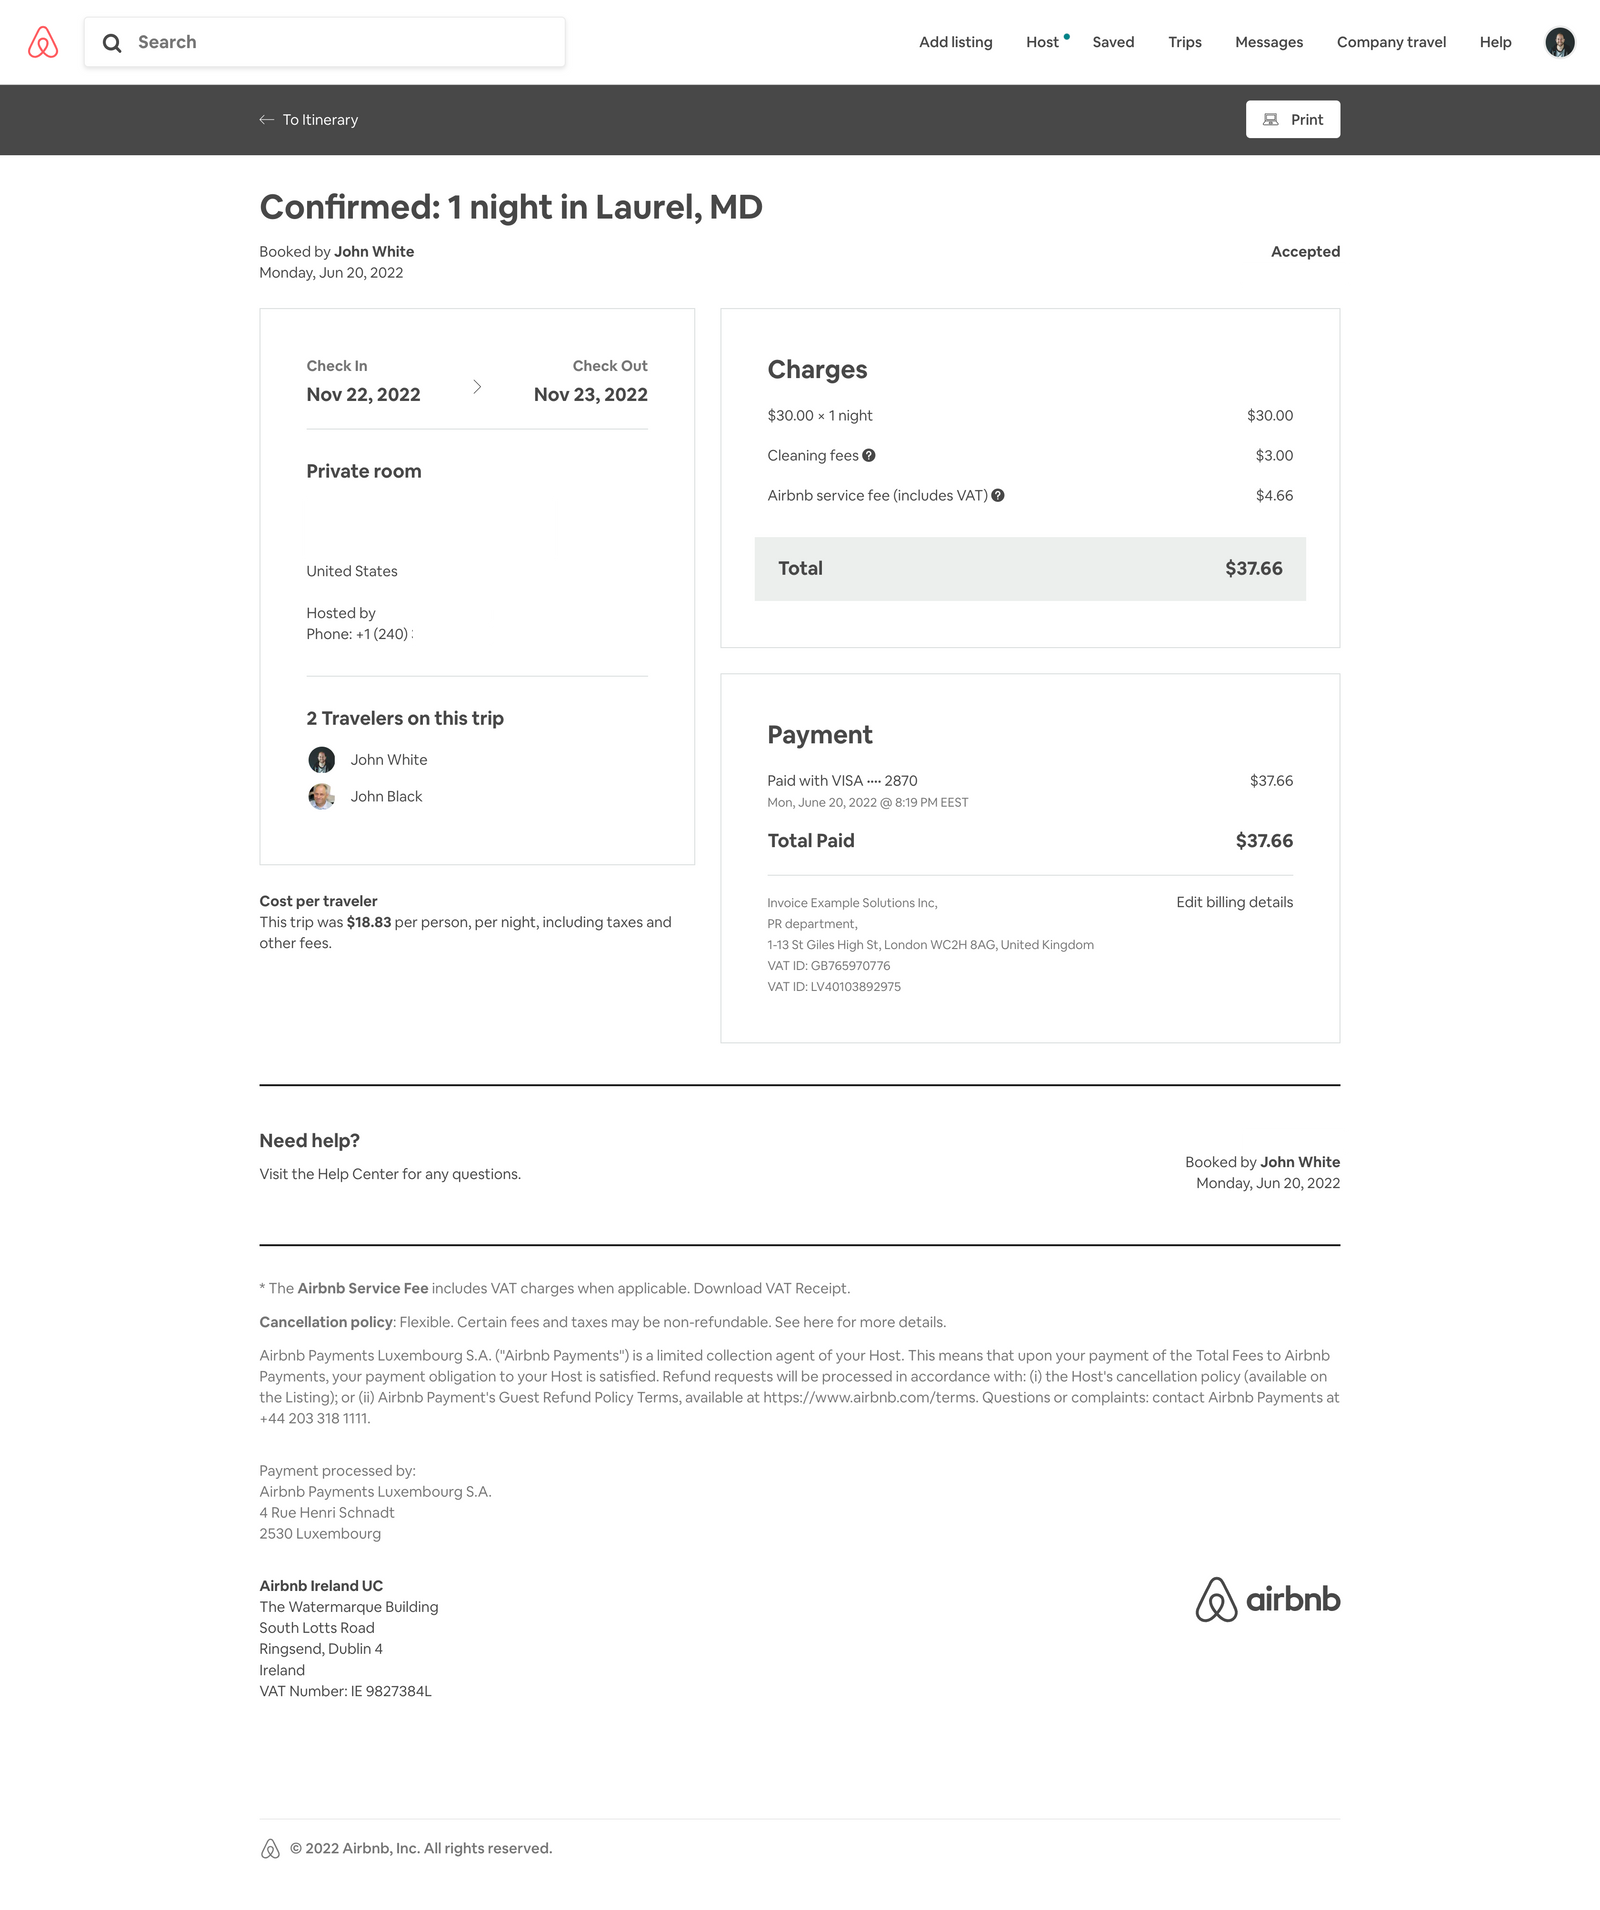 Search
Add listing
Host
Saved
Trips
Messages
Company travel
Help
To Itinerary
Print
Confirmed: 1 night in Laurel, MD
Booked by John White
Monday, Jun 20, 2022
Accepted
Check In
Check Out
Nov 22, 2022
Nov 23, 2022
Private room
United States
Hosted by
Phone: +1 (240)
2 Travelers on this trip
John White
John Black
Cost per traveler
This trip was $18.83 per person, per night, including taxes and
other fees.
Charges
$30.00 × 1 night
$30.00
Cleaning fees ?
$3.00
Airbnb service fee (includes VAT) ?
$4.66
Total
$37.66
Payment
Paid with VISA •••• 2870
$37.66
Mon, June 20, 2022 @ 8:19 PM EEST
Total Paid
$37.66
Invoice Example Solutions Inc,
Edit billing details
PR department,
1-13 St Giles High St, London WC2H 8AG, United Kingdom
VAT ID: GB765970776
VAT ID: LV40103892975
Need help?
Visit the Help Center for any questions.
Booked by John White
Monday, Jun 20, 2022
* The Airbnb Service Fee includes VAT charges when applicable. Download VAT Receipt.
Cancellation policy: Flexible. Certain fees and taxes may be non-refundable. See here for more details.
Airbnb Payments Luxembourg S.A. ("Airbnb Payments") is a limited collection agent of your Host. This means that upon your payment of the Total Fees to Airbnb
Payments, your payment obligation to your Host is satisfied. Refund requests will be processed in accordance with: (i) the Host's cancellation policy (available on
the Listing); or (ii) Airbnb Payment's Guest Refund Policy Terms, available at https://www.airbnb.com/terms. Questions or complaints: contact Airbnb Payments at
+44 203 318 1111.
Payment processed by:
Airbnb Payments Luxembourg S.A.
4 Rue Henri Schnadt
2530 Luxembourg
Airbnb Ireland UC
The Watermarque Building
South Lotts Road
Ringsend, Dublin 4
Ireland
VAT Number: IE 9827384L
airbnb
© 2022 Airbnb, Inc. All rights reserved.